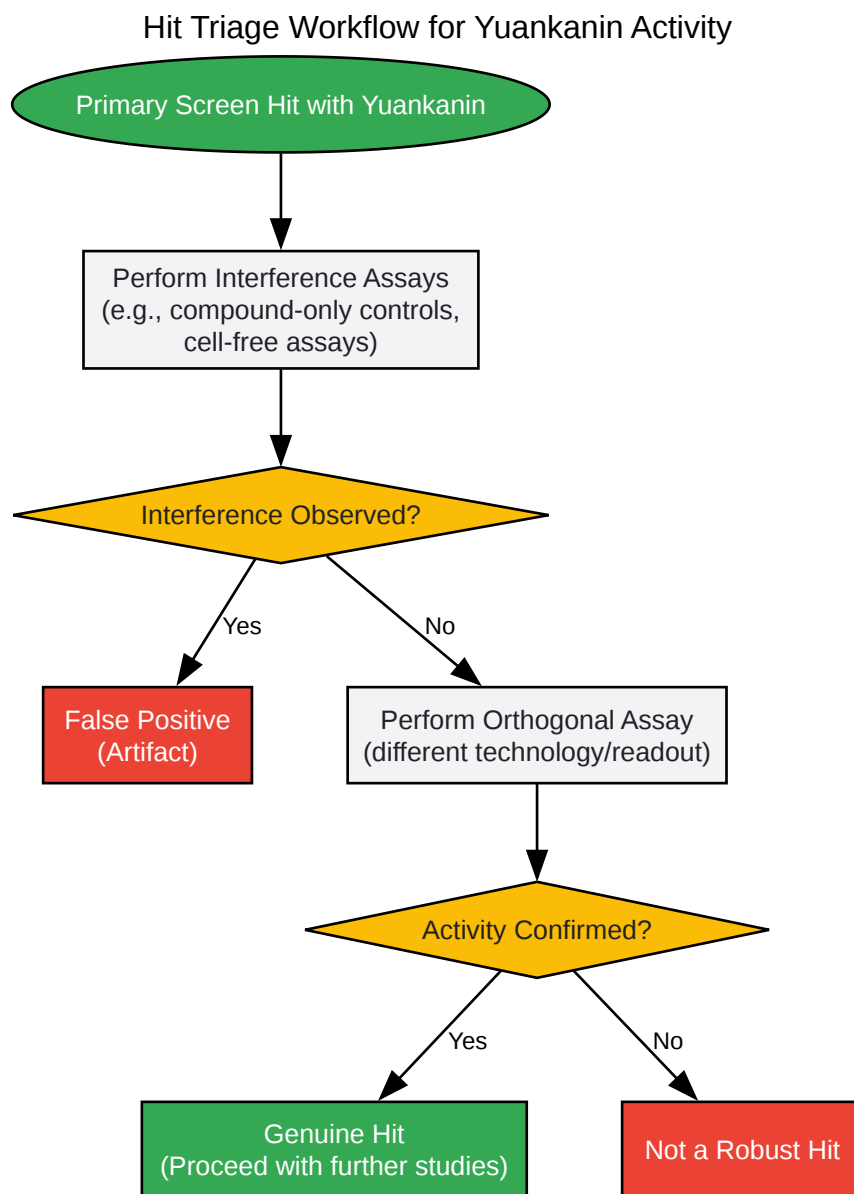 Hit Triage Workflow for Yuankanin Activity
Primary Screen Hit with Yuankanin
Perform Interference Assays
(e.g., compound-only controls,
cell-free assays)
Interference Observed?
Yes
No
False Positive
(Artifact)
Perform Orthogonal Assay
(different technology/readout)
Activity Confirmed?
Yes
No
Genuine Hit
(Proceed with further studies)
Not a Robust Hit